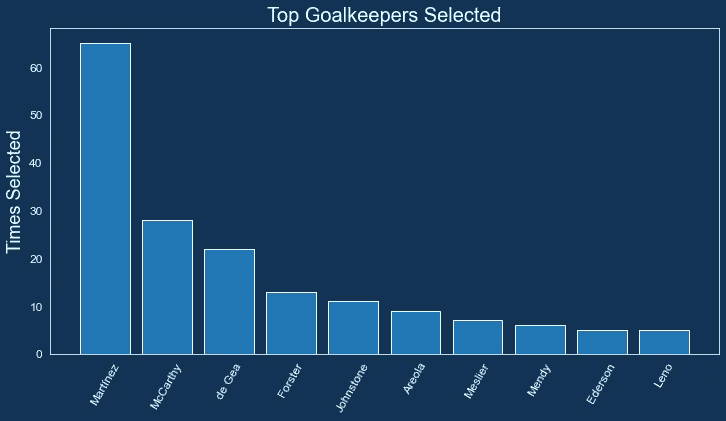 Top Goalkeepers Selected
Times Selected
60
50
40
30
20
10
0
Martínez
McCarthy
de Gea
Forster
Johnstone
Areola
Meslier
Mendy
Ederson
Leno